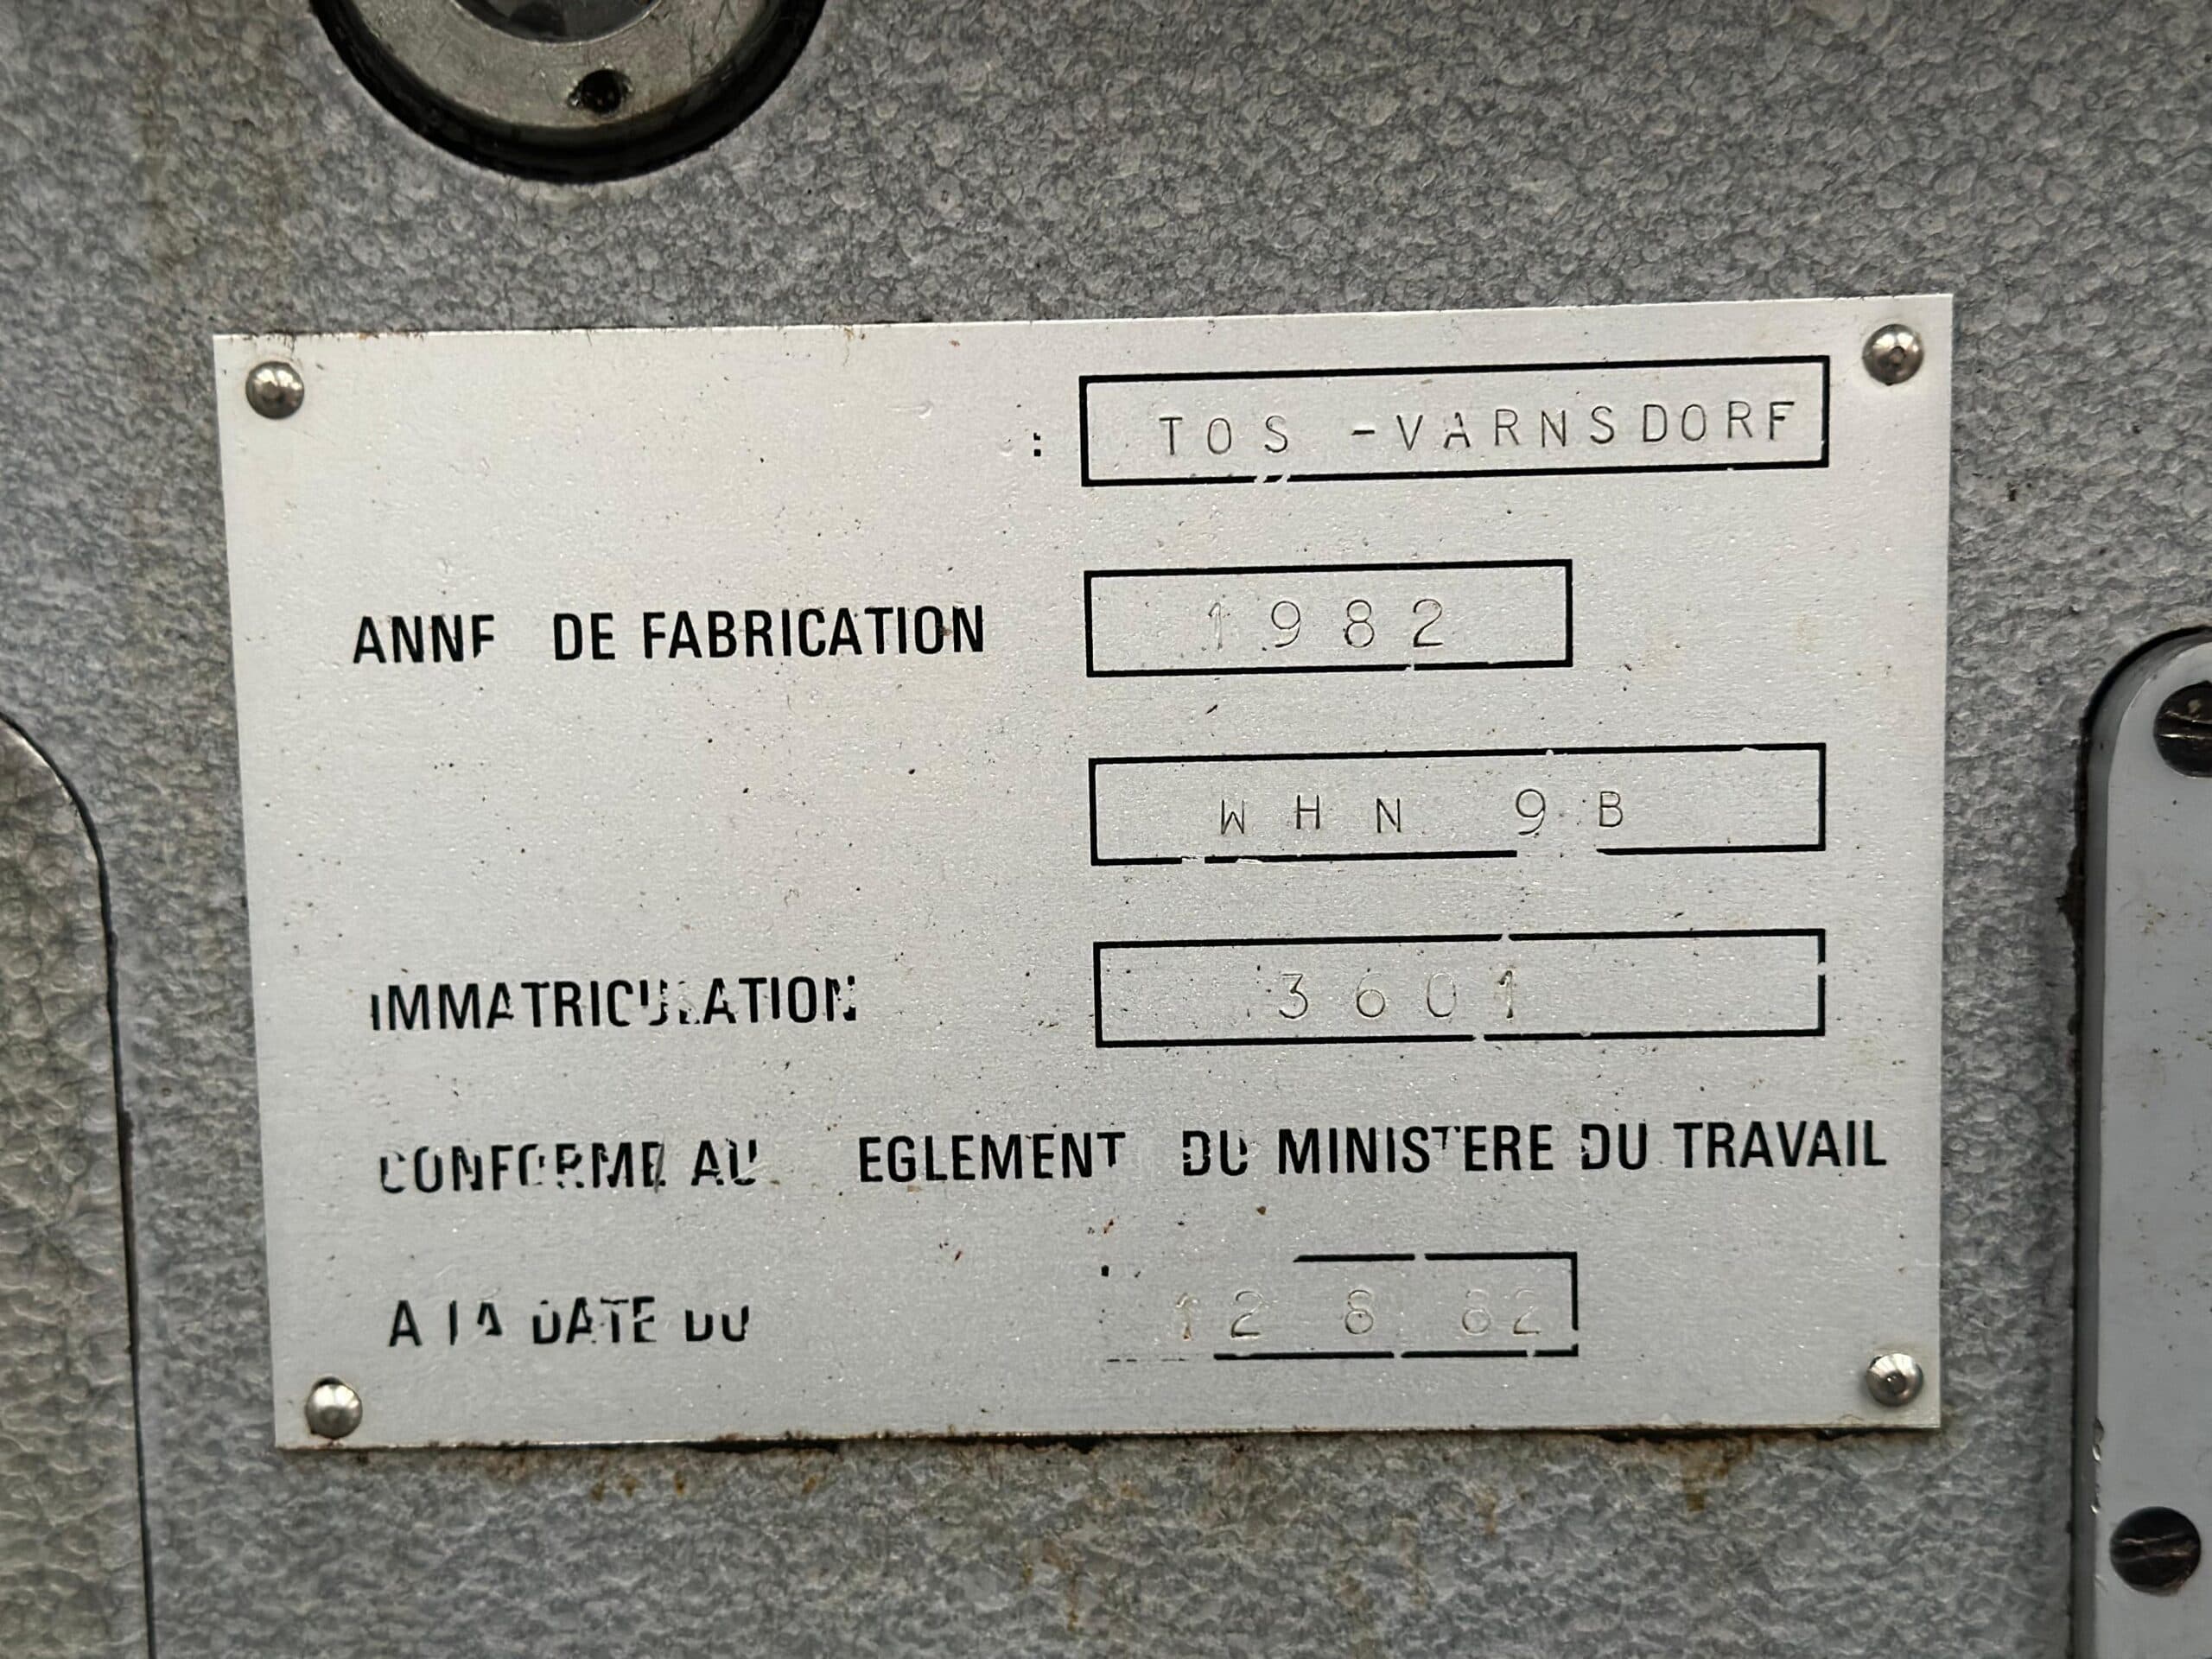 : TOS -VARNSDORF
ANNE DE FABRICATION 1982
WHN 9B
IMMATRICULATION 3601
CONFORME AU EGLEMENT DU MINISTERE DU TRAVAIL
A LA DATE DU 12 8 82